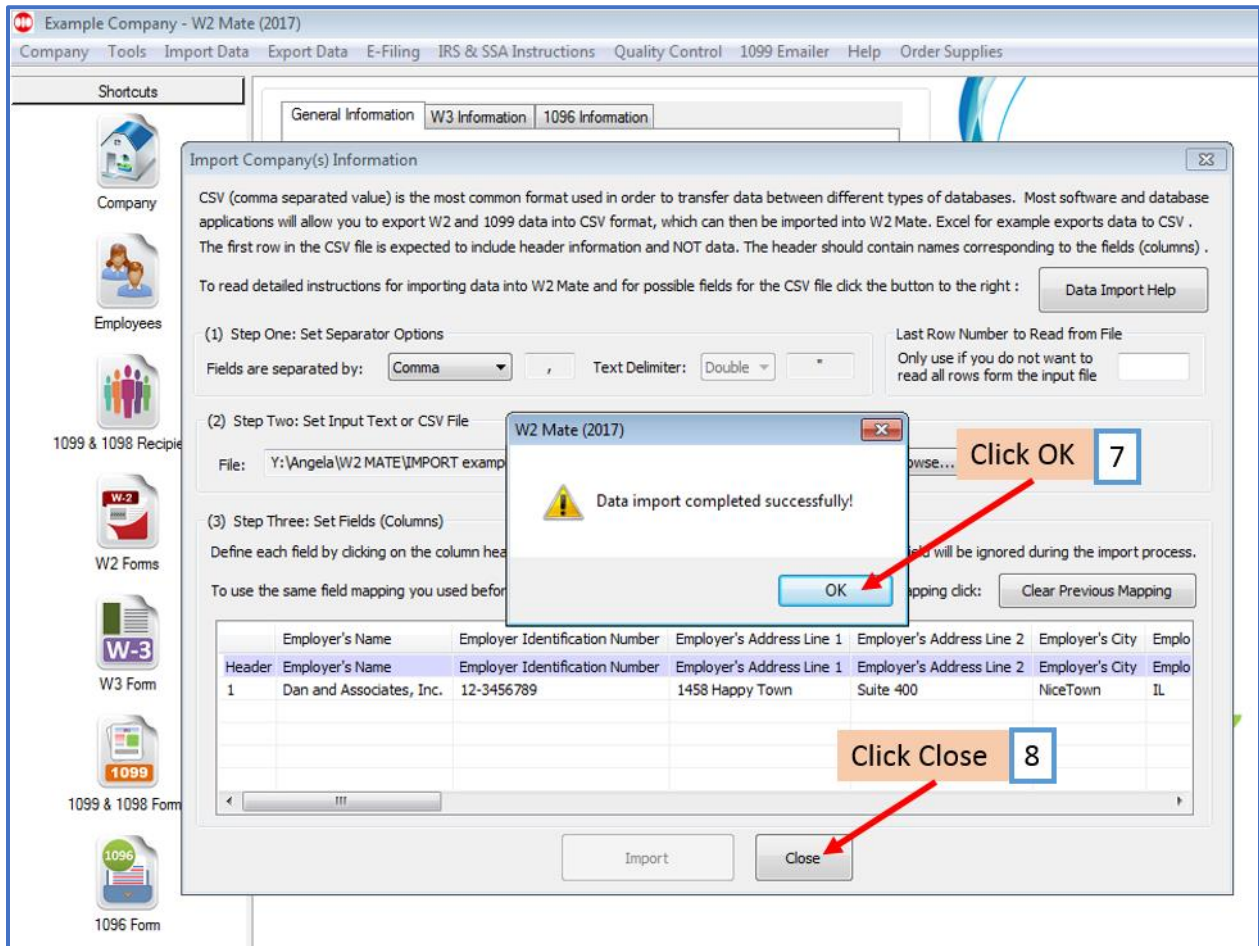 Example Company - W2 Mate (2017)
Company Tools Import Data Export Data E-Filing IRS & SSA Instructions Quality Control 1099 Emailer Help Order Supplies
Shortcuts
General Information W3 Information 1096 Information
Import Company(s) Information
Company
CSV (comma separated value) is the most common format used in order to transfer data between different types of databases. Most software and database
applications will allow you to export W2 and 1099 data into CSV format, which can then be imported into W2 Mate. Excel for example exports data to CSV .
The first row in the CSV file is expected to include header information and NOT data. The header should contain names corresponding to the fields (columns) .
To read detailed instructions for importing data into W2 Mate and for possible fields for the CSV file click the button to the right :
Data Import Help
Employees
(1) Step One: Set Separator Options
Fields are separated by: Comma , Text Delimiter: Double "
Last Row Number to Read from File
Only use if you do not want to
read all rows form the input file
1099 & 1098 Recipie
(2) Step Two: Set Input Text or CSV File
File: Y:\Angela\W2 MATE\IMPORT examp
owse...
W2 Mate (2017)
Data import completed successfully!
OK
Click OK 7
W-2
W2 Forms
(3) Step Three: Set Fields (Columns)
Define each field by clicking on the column hea
ield will be ignored during the import process.
To use the same field mapping you used befor
apping click: Clear Previous Mapping
Employer's Name Employer Identification Number Employer's Address Line 1 Employer's Address Line 2 Employer's City Emplo
Header Employer's Name Employer Identification Number Employer's Address Line 1 Employer's Address Line 2 Employer's City Emplo
1 Dan and Associates, Inc. 12-3456789 1458 Happy Town Suite 400 NiceTown IL
W-3
W3 Form
Click Close 8
1099
1099 & 1098 Form
Import Close
1096
1096 Form